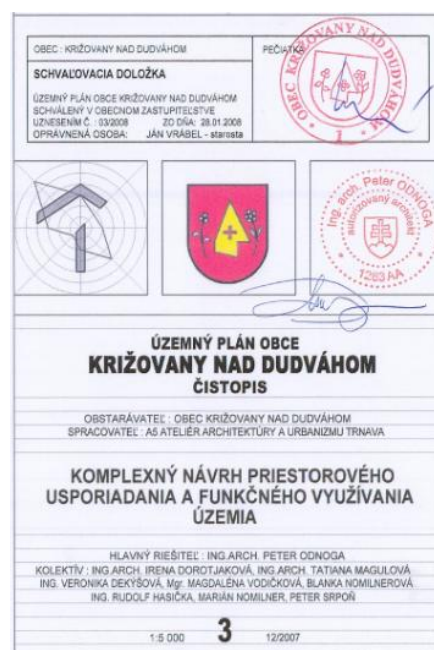 OBEC : KRIŽOVANY NAD DUDVÁHOM
PEČIATKA
SCHVAĽOVACIA DOLOŽKA
ÚZEMNÝ PLÁN OBCE KRIŽOVANY NAD DUDVÁHOM
SCHVÁLENÝ V OBECNOM ZASTUPITEĽSTVE
UZNESENÍM Č. : 03/2008 ZO DŇA: 28.01.2008
OPRÁVNENÁ OSOBA: JÁN VRÁBEL - starosta
OBEC KRIŽOVANY NAD DUDVÁHOM
1
Ing. arch. Peter ODNOGA
autorizovaný architekt
1283 AA
ÚZEMNÝ PLÁN OBCE
KRIŽOVANY NAD DUDVÁHOM
ČISTOPIS
OBSTARÁVATEĽ : OBEC KRIŽOVANY NAD DUDVÁHOM
SPRACOVATEĽ : A5 ATELIÉR ARCHITEKTÚRY A URBANIZMU TRNAVA
KOMPLEXNÝ NÁVRH PRIESTOROVÉHO
USPORIADANIA A FUNKČNÉHO VYUŽÍVANIA
ÚZEMIA
HLAVNÝ RIEŠITEĽ : ING.ARCH. PETER ODNOGA
KOLEKTÍV : ING.ARCH. IRENA DOROTJAKOVÁ, ING.ARCH. TATIANA MAGULOVÁ
ING. VERONIKA DEKÝŠOVÁ, Mgr. MAGDALÉNA VODIČKOVÁ, BLANKA NOMILNEROVÁ
ING. RUDOLF HASIČKA, MARIÁN NOMILNER, PETER SRPOŇ
1:5 000 3 12/2007